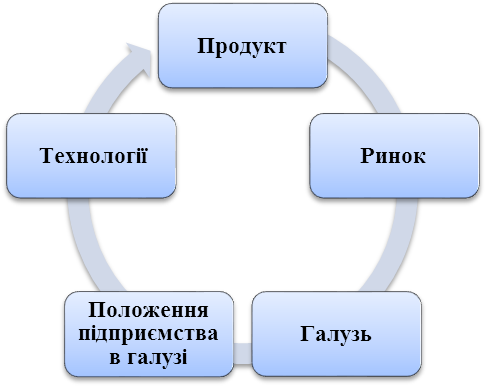 Продукт
Ринок
Галузь
Положення
підприємства
в галузі
Технології